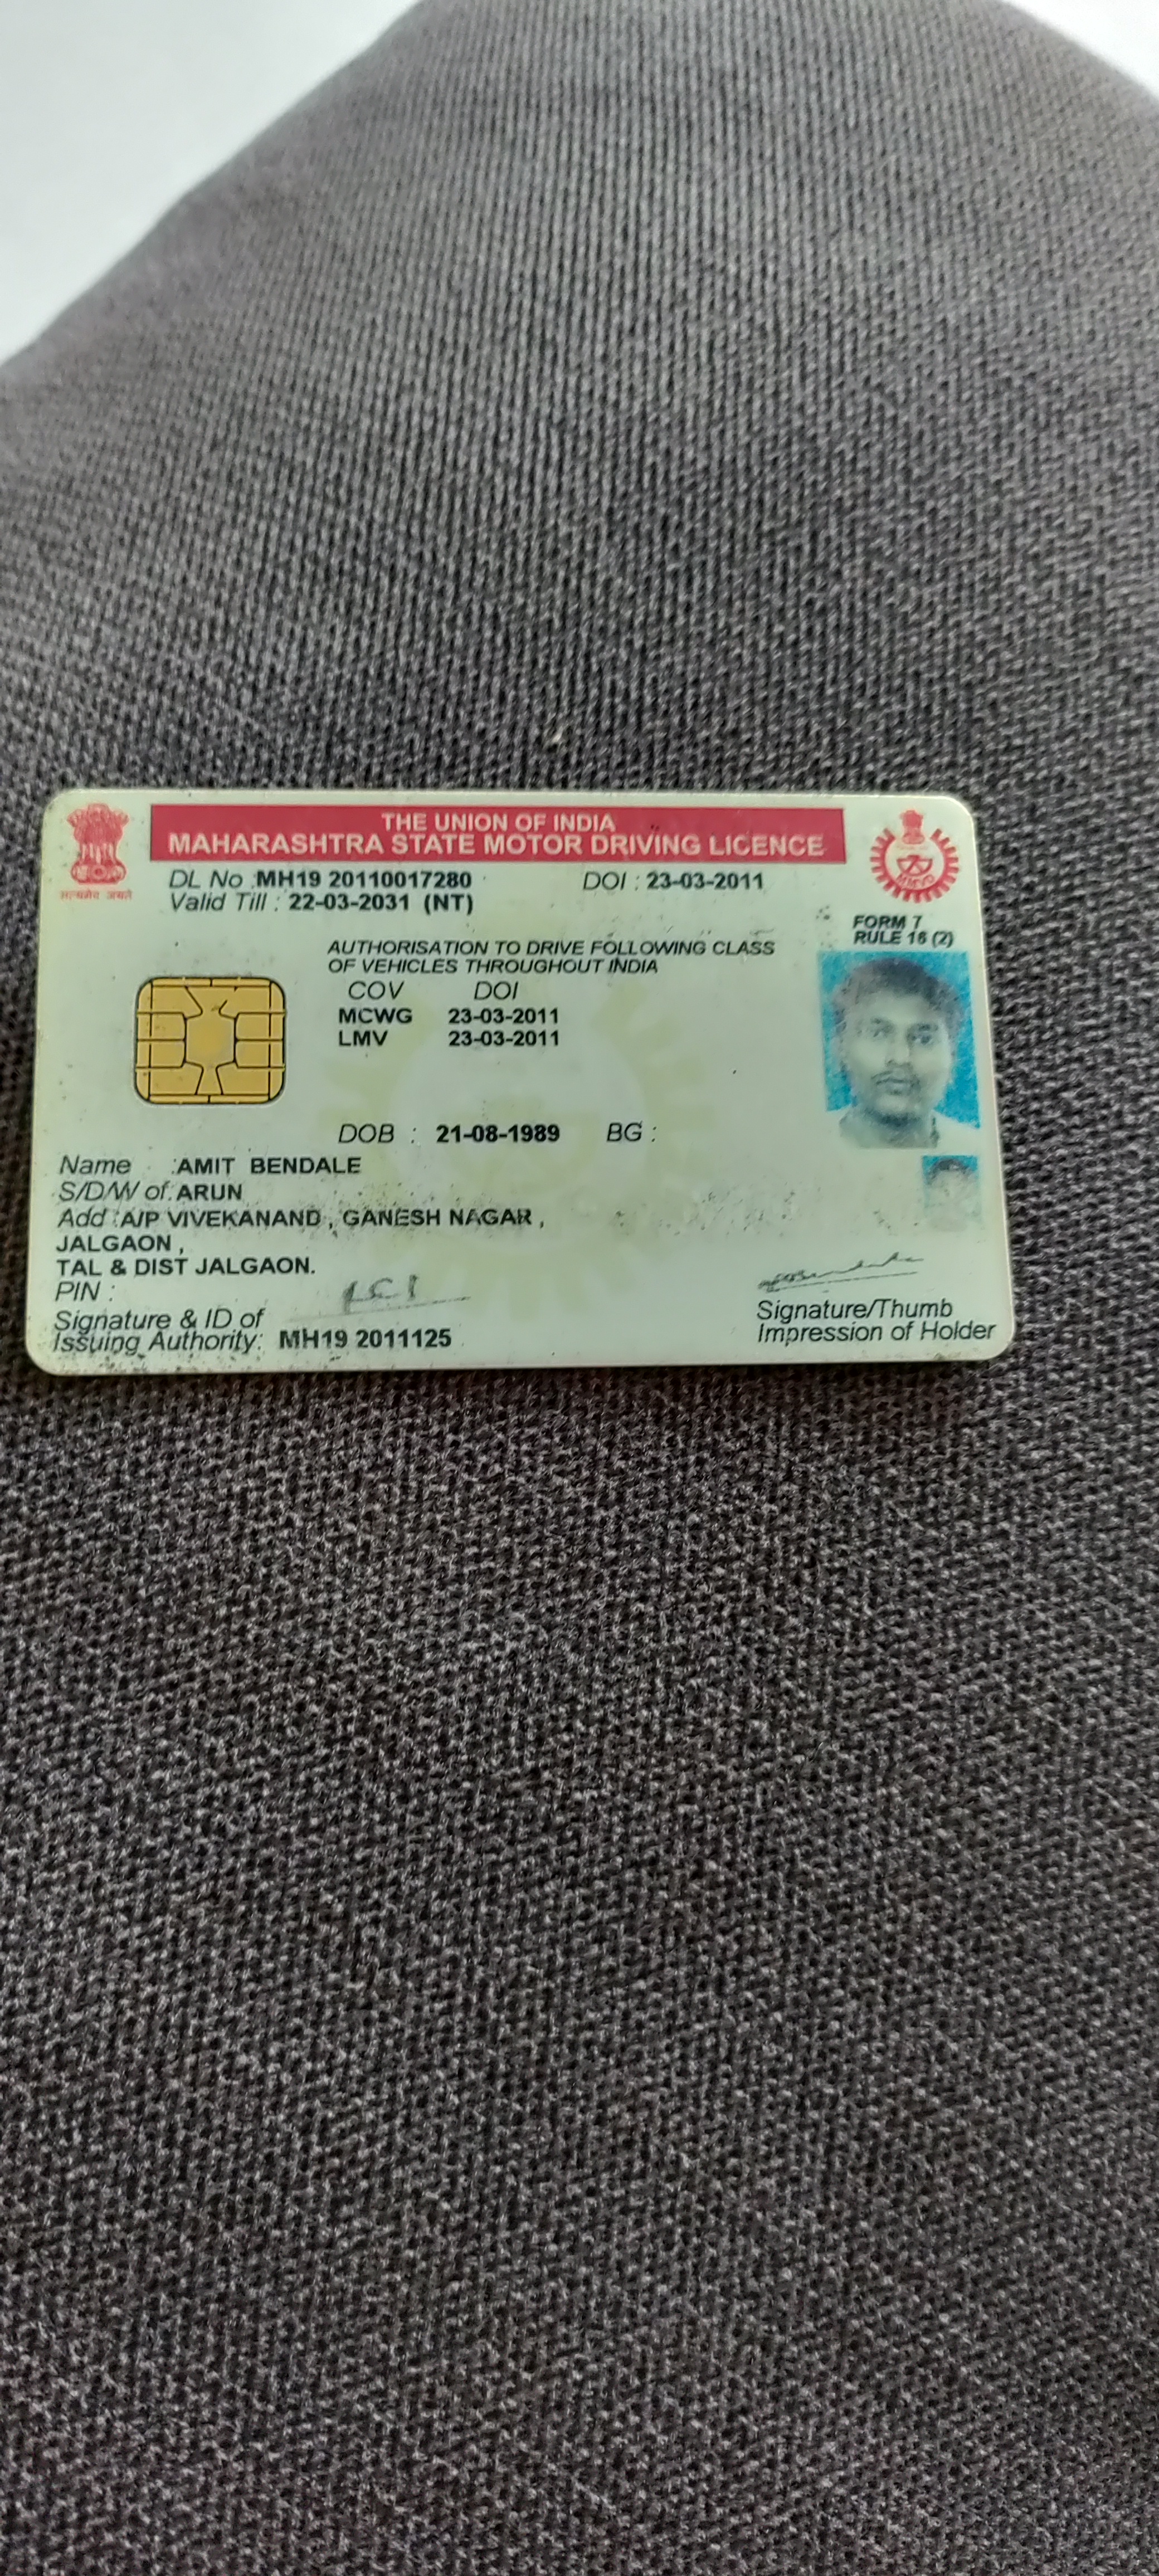 THE UNION OF INDIA
MAHARASHTRA STATE MOTOR DRIVING LICENCE
सत्यमेव जयते
DL No : MH19 20110017280 DOI : 23-03-2011
Valid Till : 22-03-2031 (NT)
FORM 7
RULE 16 (2)
AUTHORISATION TO DRIVE FOLLOWING CLASS
OF VEHICLES THROUGHOUT INDIA
COV DOI
MCWG 23-03-2011
LMV 23-03-2011
DOB : 21-08-1989 BG :
Name : AMIT BENDALE
S/D/W of : ARUN
Add : A/P VIVEKANAND , GANESH NAGAR ,
JALGAON ,
TAL & DIST JALGAON.
PIN :
Signature & ID of
Issuing Authority: MH19 2011125
Signature/Thumb
Impression of Holder